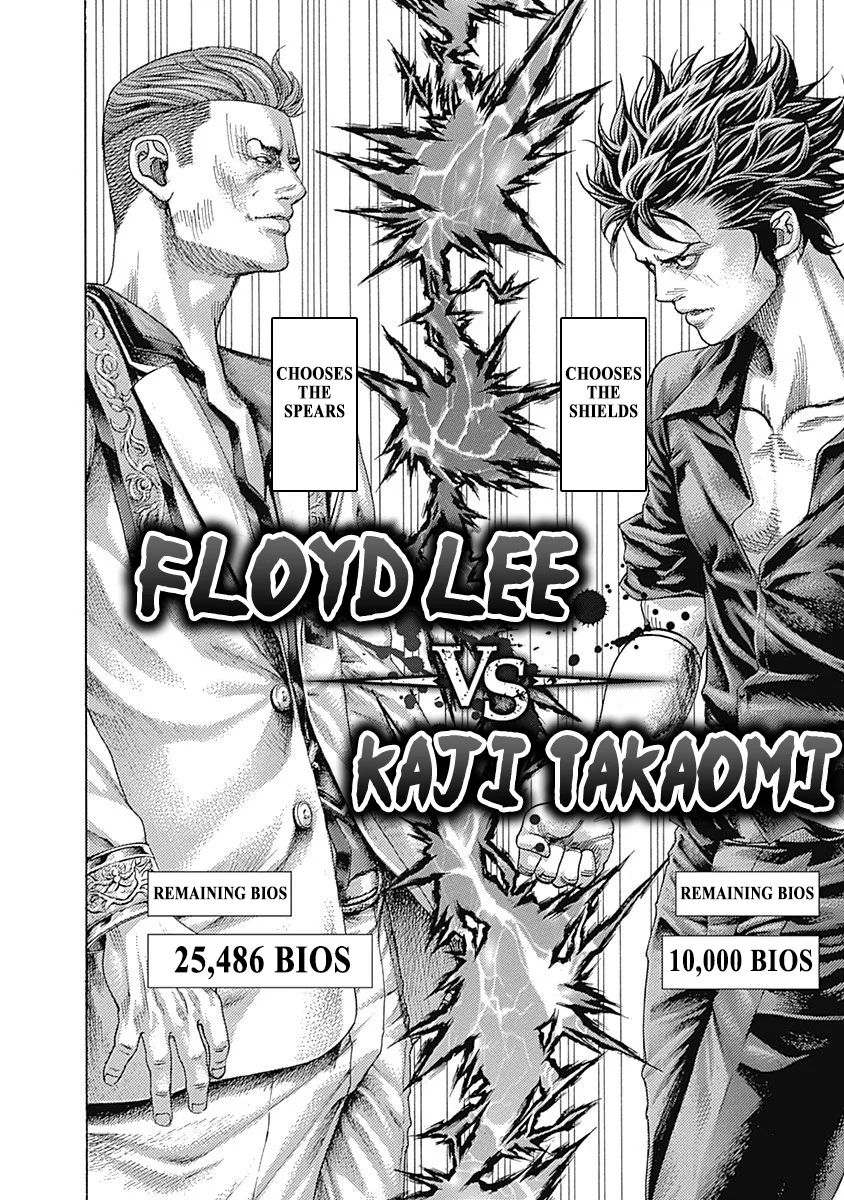 CHOOSES
THE
SPEARS
CHOOSES
THE
SHIELDS
FLOYD LEE
VS
KAJI TAKAOMI
REMAINING BIOS
25,486 BIOS
REMAINING BIOS
10,000 BIOS